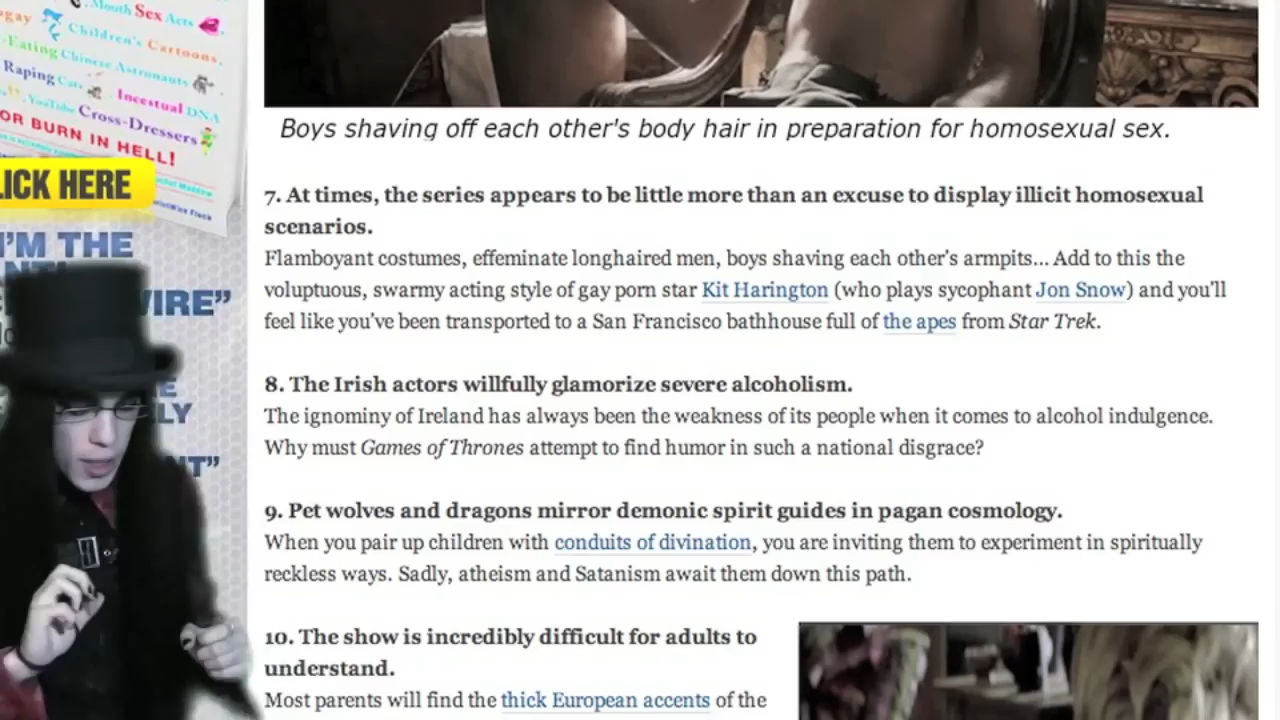 Mouth Sex Acts
gay
Children's Cartoons,
-Eating Chinese Astronauts
Raping Cats
Incestual DNA
YouTube Cross-Dressers
OR BURN IN HELL!
LICK HERE
I'M THE
WIRE"
LY
NT"
Boys shaving off each other's body hair in preparation for homosexual sex.
7. At times, the series appears to be little more than an excuse to display illicit homosexual
scenarios.
Flamboyant costumes, effeminate longhaired men, boys shaving each other's armpits... Add to this the
voluptuous, swarmy acting style of gay porn star Kit Harington (who plays sycophant Jon Snow) and you'll
feel like you've been transported to a San Francisco bathhouse full of the apes from Star Trek.
8. The Irish actors willfully glamorize severe alcoholism.
The ignominy of Ireland has always been the weakness of its people when it comes to alcohol indulgence.
Why must Games of Thrones attempt to find humor in such a national disgrace?
9. Pet wolves and dragons mirror demonic spirit guides in pagan cosmology.
When you pair up children with conduits of divination, you are inviting them to experiment in spiritually
reckless ways. Sadly, atheism and Satanism await them down this path.
10. The show is incredibly difficult for adults to
understand.
Most parents will find the thick European accents of the